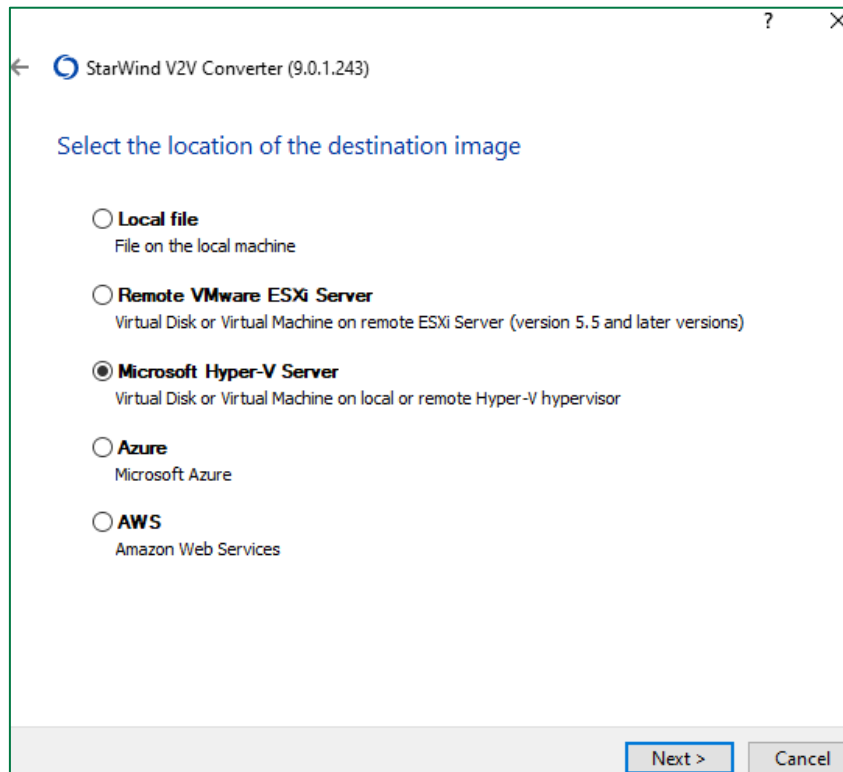 ?
StarWind V2V Converter (9.0.1.243)
Select the location of the destination image
Local file
File on the local machine
Remote VMware ESXi Server
Virtual Disk or Virtual Machine on remote ESXi Server (version 5.5 and later versions)
Microsoft Hyper-V Server
Virtual Disk or Virtual Machine on local or remote Hyper-V hypervisor
Azure
Microsoft Azure
AWS
Amazon Web Services
Next > Cancel